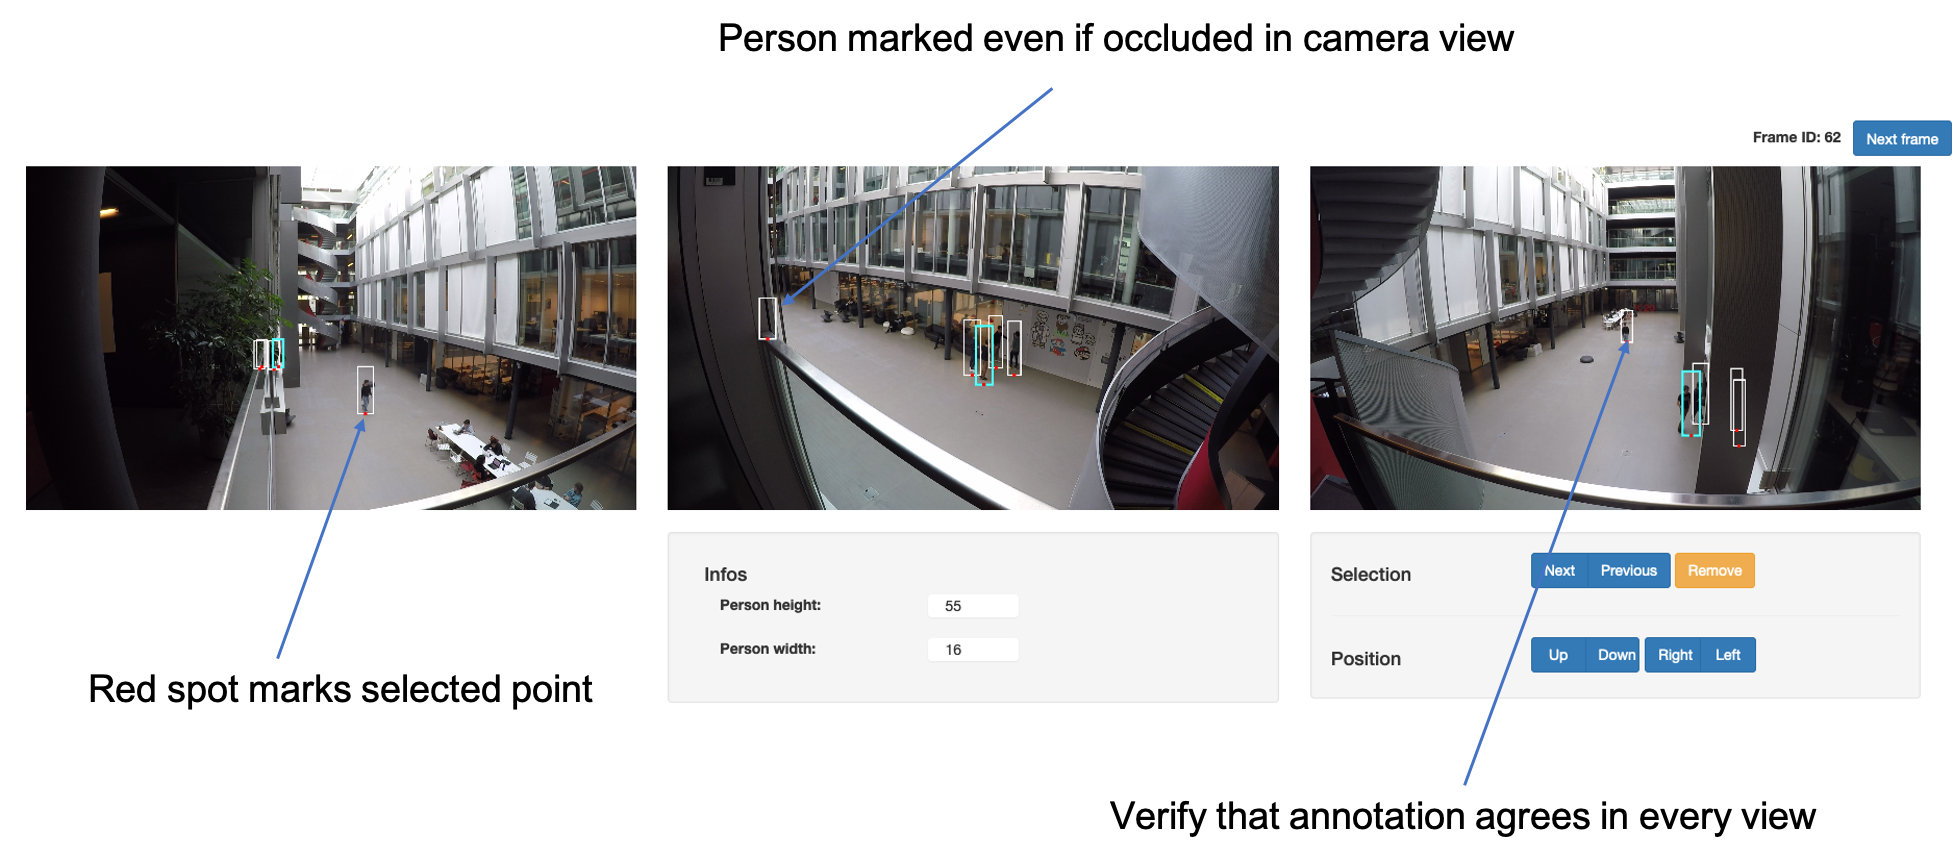 Person marked even if occluded in camera view
Frame ID: 62
Next frame
Infos
Person height:
55
Person width:
16
Selection
Next
Previous
Remove
Position
Up
Down
Right
Left
Red spot marks selected point
Verify that annotation agrees in every view